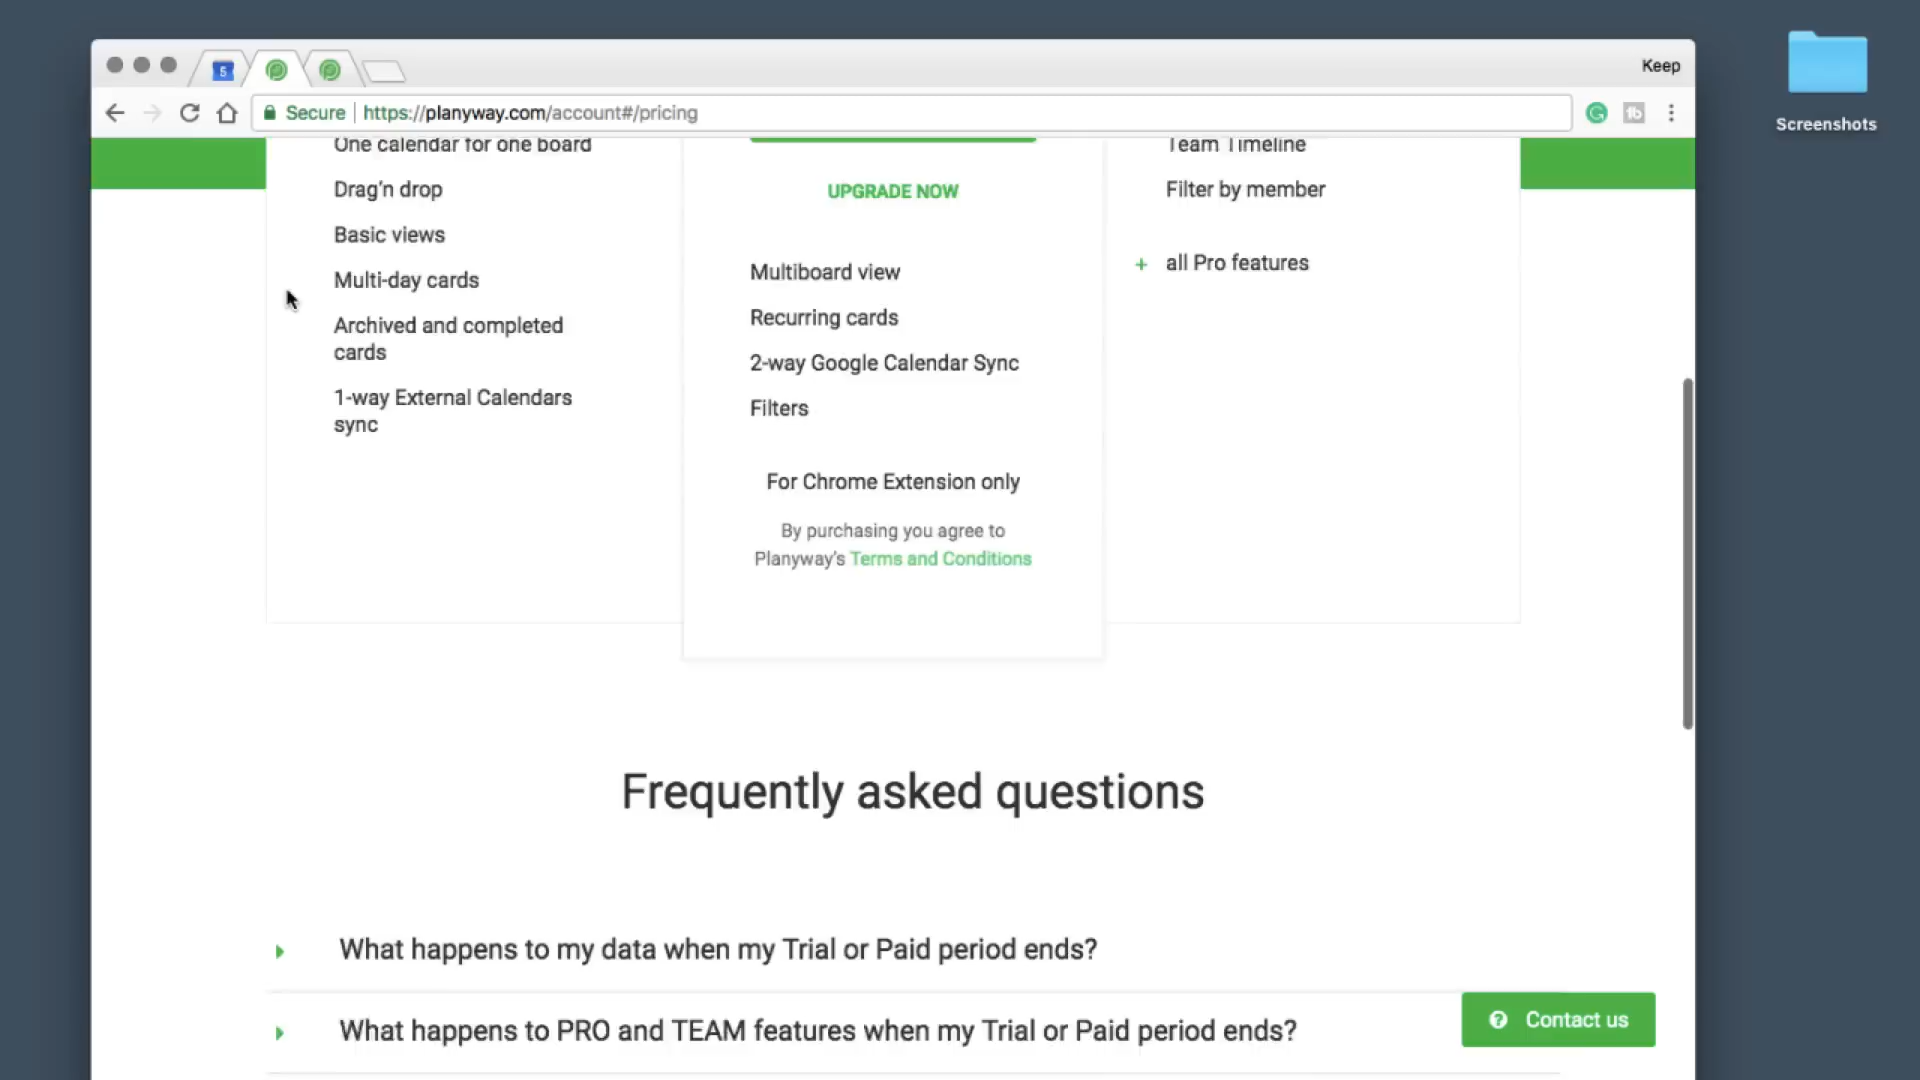 5
Keep
Secure
https://planyway.com/account#/pricing
Screenshots
One calendar for one board
Drag'n drop
Basic views
Multi-day cards
Archived and completed
cards
1-way External Calendars
sync
UPGRADE NOW
Multiboard view
Recurring cards
2-way Google Calendar Sync
Filters
For Chrome Extension only
By purchasing you agree to
Planyway's Terms and Conditions
Team Timeline
Filter by member
+ all Pro features
Frequently asked questions
What happens to my data when my Trial or Paid period ends?
What happens to PRO and TEAM features when my Trial or Paid period ends?
Contact us